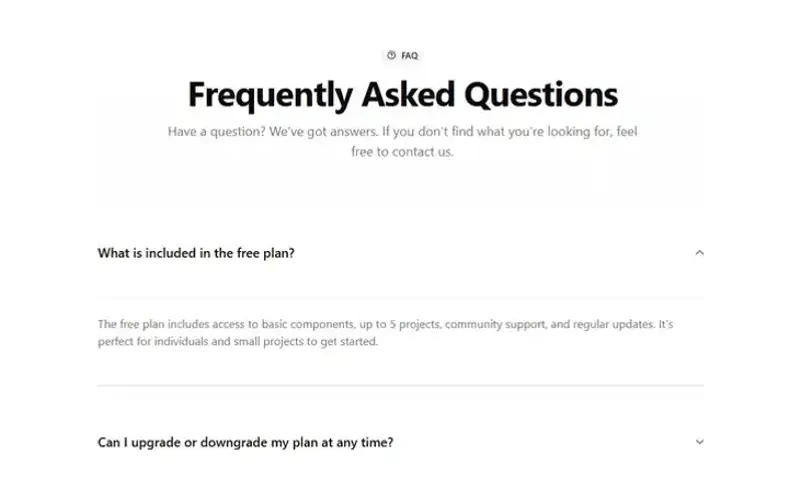 FAQ
Frequently Asked Questions
Have a question? We've got answers. If you don't find what you're looking for, feel
free to contact us.
What is included in the free plan?
The free plan includes access to basic components, up to 5 projects, community support, and regular updates. It's
perfect for individuals and small projects to get started.
Can I upgrade or downgrade my plan at any time?